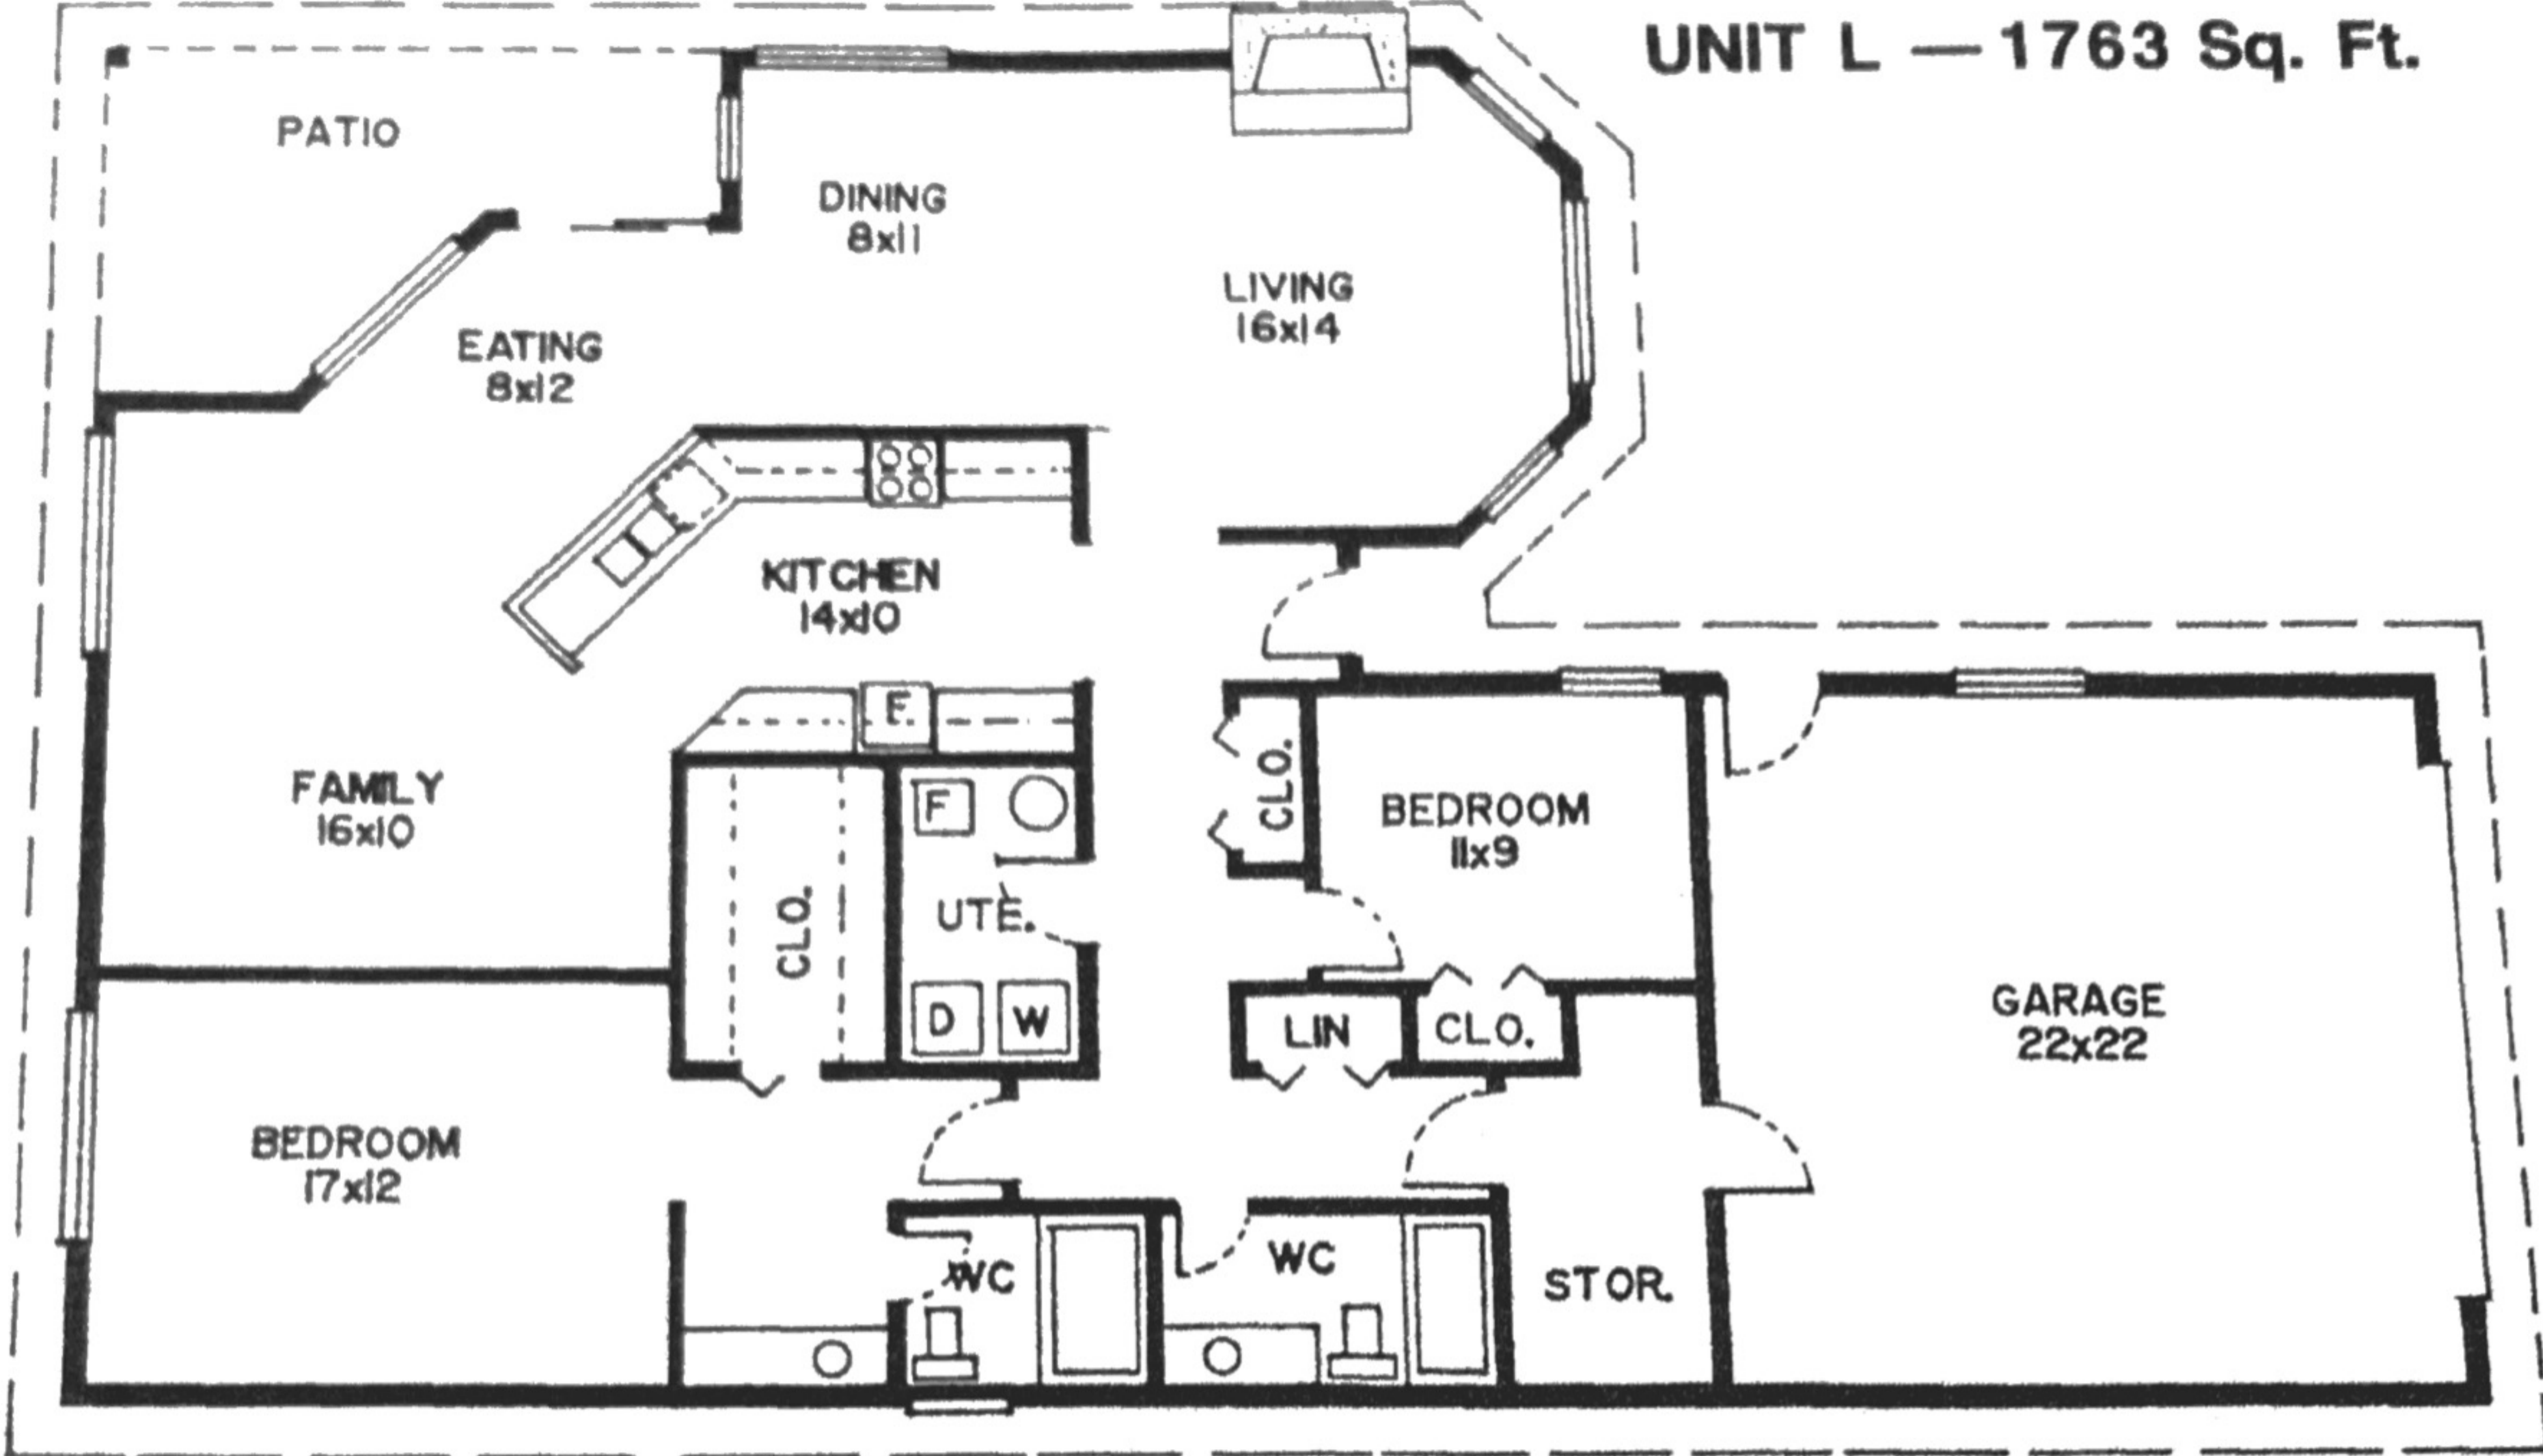 UNIT L — 1763 Sq. Ft.
PATIO
DINING
8x11
LIVING
16x14
EATING
8x12
KITCHEN
14x10
F.
FAMILY
16x10
CLO.
F
UTE.
D
W
CLO.
BEDROOM
11x9
LIN
CLO.
GARAGE
22x22
BEDROOM
17x12
WC
WC
STOR.